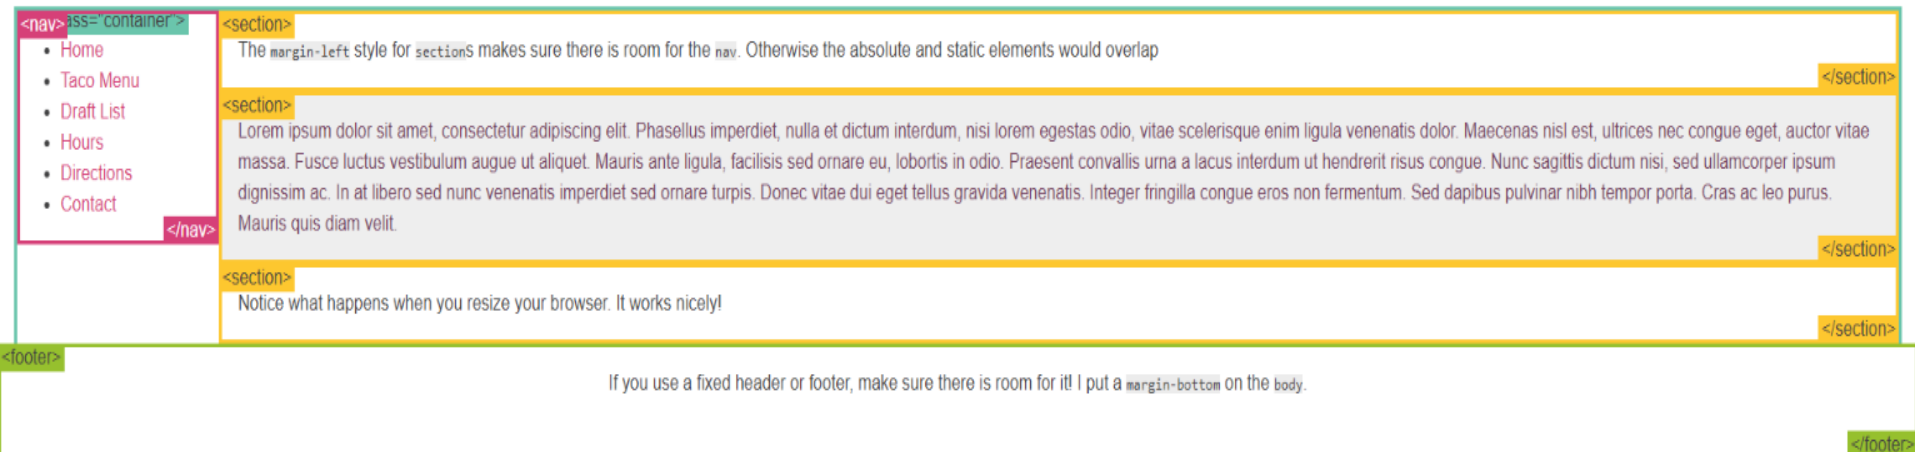 <nav>
ass="container">
Home
Taco Menu
Draft List
Hours
Directions
Contact
</nav>
<section>
The margin-left style for sections makes sure there is room for the nav. Otherwise the absolute and static elements would overlap
</section>
<section>
Lorem ipsum dolor sit amet, consectetur adipiscing elit. Phasellus imperdiet, nulla et dictum interdum, nisi lorem egestas odio, vitae scelerisque enim ligula venenatis dolor. Maecenas nisl est, ultrices nec congue eget, auctor vitae
massa. Fusce luctus vestibulum augue ut aliquet. Mauris ante ligula, facilisis sed ornare eu, lobortis in odio. Praesent convallis urna a lacus interdum ut hendrerit risus congue. Nunc sagittis dictum nisi, sed ullamcorper ipsum
dignissim ac. In at libero sed nunc venenatis imperdiet sed ornare turpis. Donec vitae dui eget tellus gravida venenatis. Integer fringilla congue eros non fermentum. Sed dapibus pulvinar nibh tempor porta. Cras ac leo purus.
Mauris quis diam velit.
</section>
<section>
Notice what happens when you resize your browser. It works nicely!
</section>
<footer>
If you use a fixed header or footer, make sure there is room for it! I put a margin-bottom on the body.
</footer>